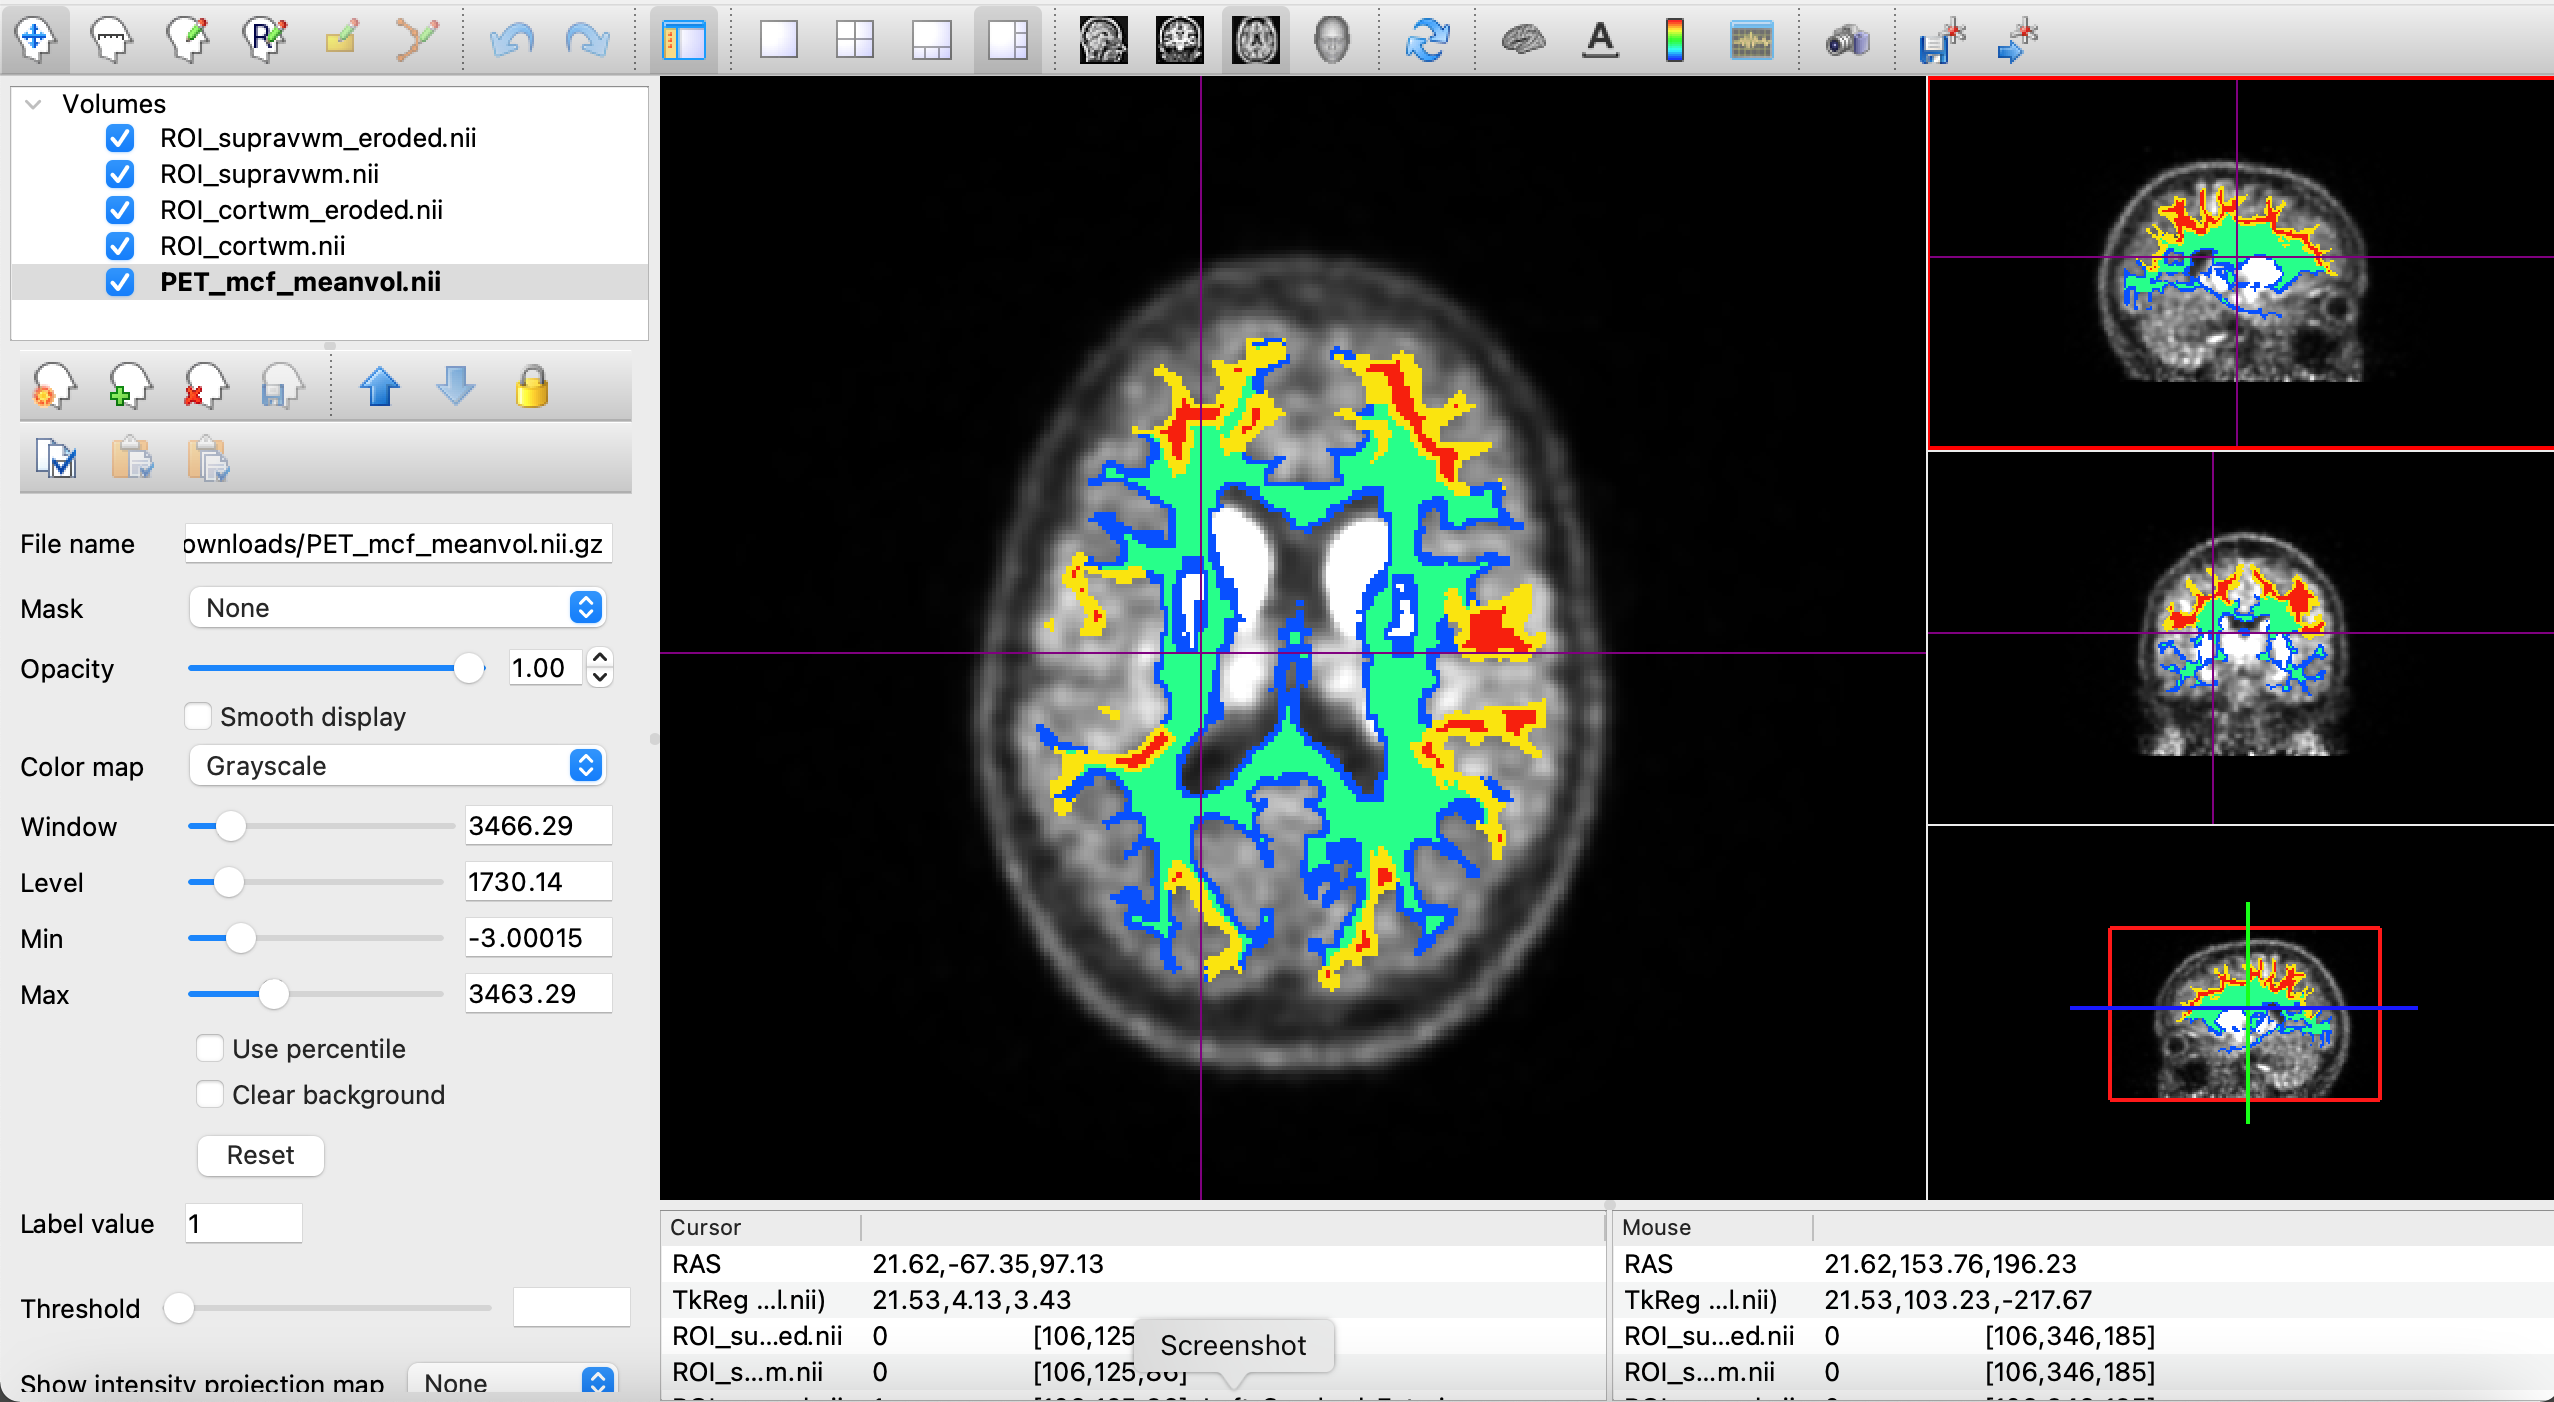 Volumes
ROI_supravwm_eroded.nii
ROI_supravwm.nii
ROI_cortwm_eroded.nii
ROI_cortwm.nii
PET_mcf_meanvol.nii
File name ownloads/PET_mcf_meanvol.nii.gz
Mask None
Opacity 1.00
Smooth display
Color map Grayscale
Window 3466.29
Level 1730.14
Min -3.00015
Max 3463.29
Use percentile
Clear background
Reset
Label value 1
Threshold
Show intensity projection map None
Cursor
RAS 21.62,-67.35,97.13
TkReg ...l.nii) 21.53,4.13,3.43
ROI_su...ed.nii 0 [106,125
ROI_s...m.nii 0 [106,125,86]
Screenshot
Mouse
RAS 21.62,153.76,196.23
TkReg ...l.nii) 21.53,103.23,-217.67
ROI_su...ed.nii 0 [106,346,185]
ROI_s...m.nii 0 [106,346,185]